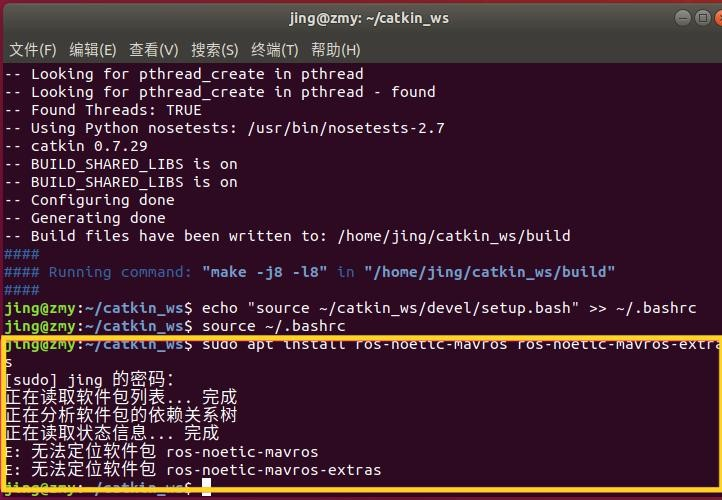 jing@zmy: ~/catkin_ws
文件(F) 编辑(E) 查看(V) 搜索(S) 终端(T) 帮助(H)
-- Looking for pthread_create in pthread
-- Looking for pthread_create in pthread - found
-- Found Threads: TRUE
-- Using Python nosetests: /usr/bin/nosetests-2.7
-- catkin 0.7.29
-- BUILD_SHARED_LIBS is on
-- BUILD_SHARED_LIBS is on
-- Configuring done
-- Generating done
-- Build files have been written to: /home/jing/catkin_ws/build
####
#### Running command: "make -j8 -l8" in "/home/jing/catkin_ws/build"
####
jing@zmy:~/catkin_ws$ echo "source ~/catkin_ws/devel/setup.bash" >> ~/.bashrc
jing@zmy:~/catkin_ws$ source ~/.bashrc
jing@zmy:~/catkin_ws$ sudo apt install ros-noetic-mavros ros-noetic-mavros-extra
s
[sudo] jing 的密码：
正在读取软件包列表... 完成
正在分析软件包的依赖关系树
正在读取状态信息... 完成
E: 无法定位软件包 ros-noetic-mavros
E: 无法定位软件包 ros-noetic-mavros-extras
jing@zmy:~/catkin_ws$